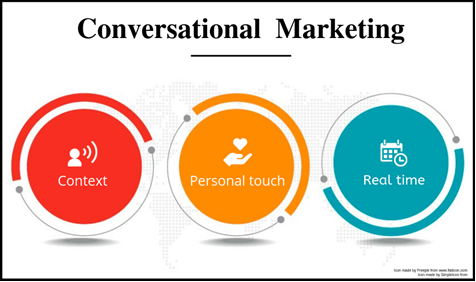 Conversational Marketing
Context
Personal touch
Real time
icon made by Freepik from www.flaticon.com
icon made by Simpleicon from